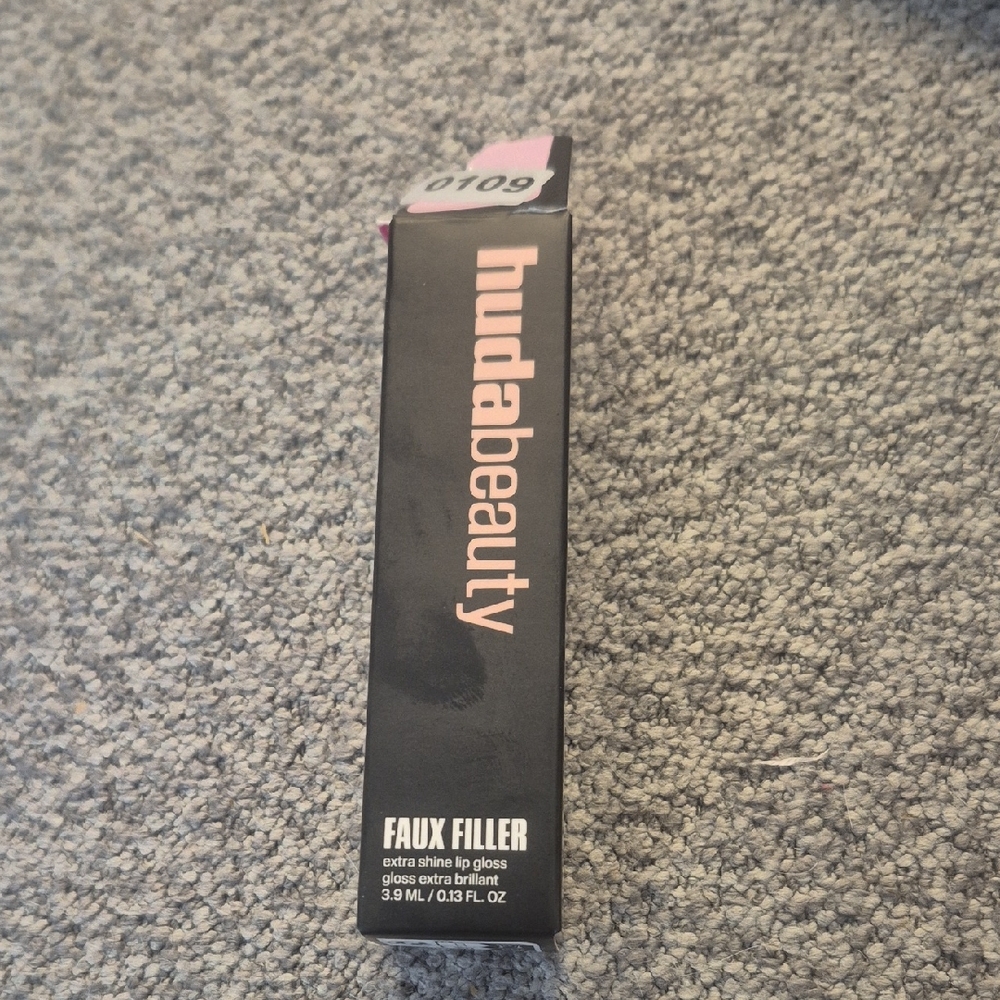 0109
hudabeauty
FAUX FILLER
extra shine lip gloss
gloss extra brillant
3.9 ML / 0.13 FL. OZ